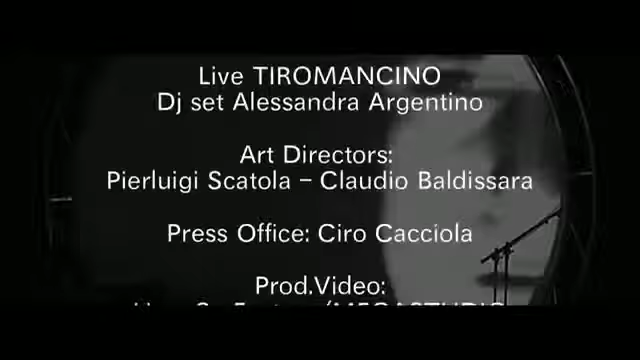 Live TIROMANCINO
Dj set Alessandra Argentino
Art Directors:
Pierluigi Scatola – Claudio Baldissara
Press Office: Ciro Cacciola
Prod.Video: